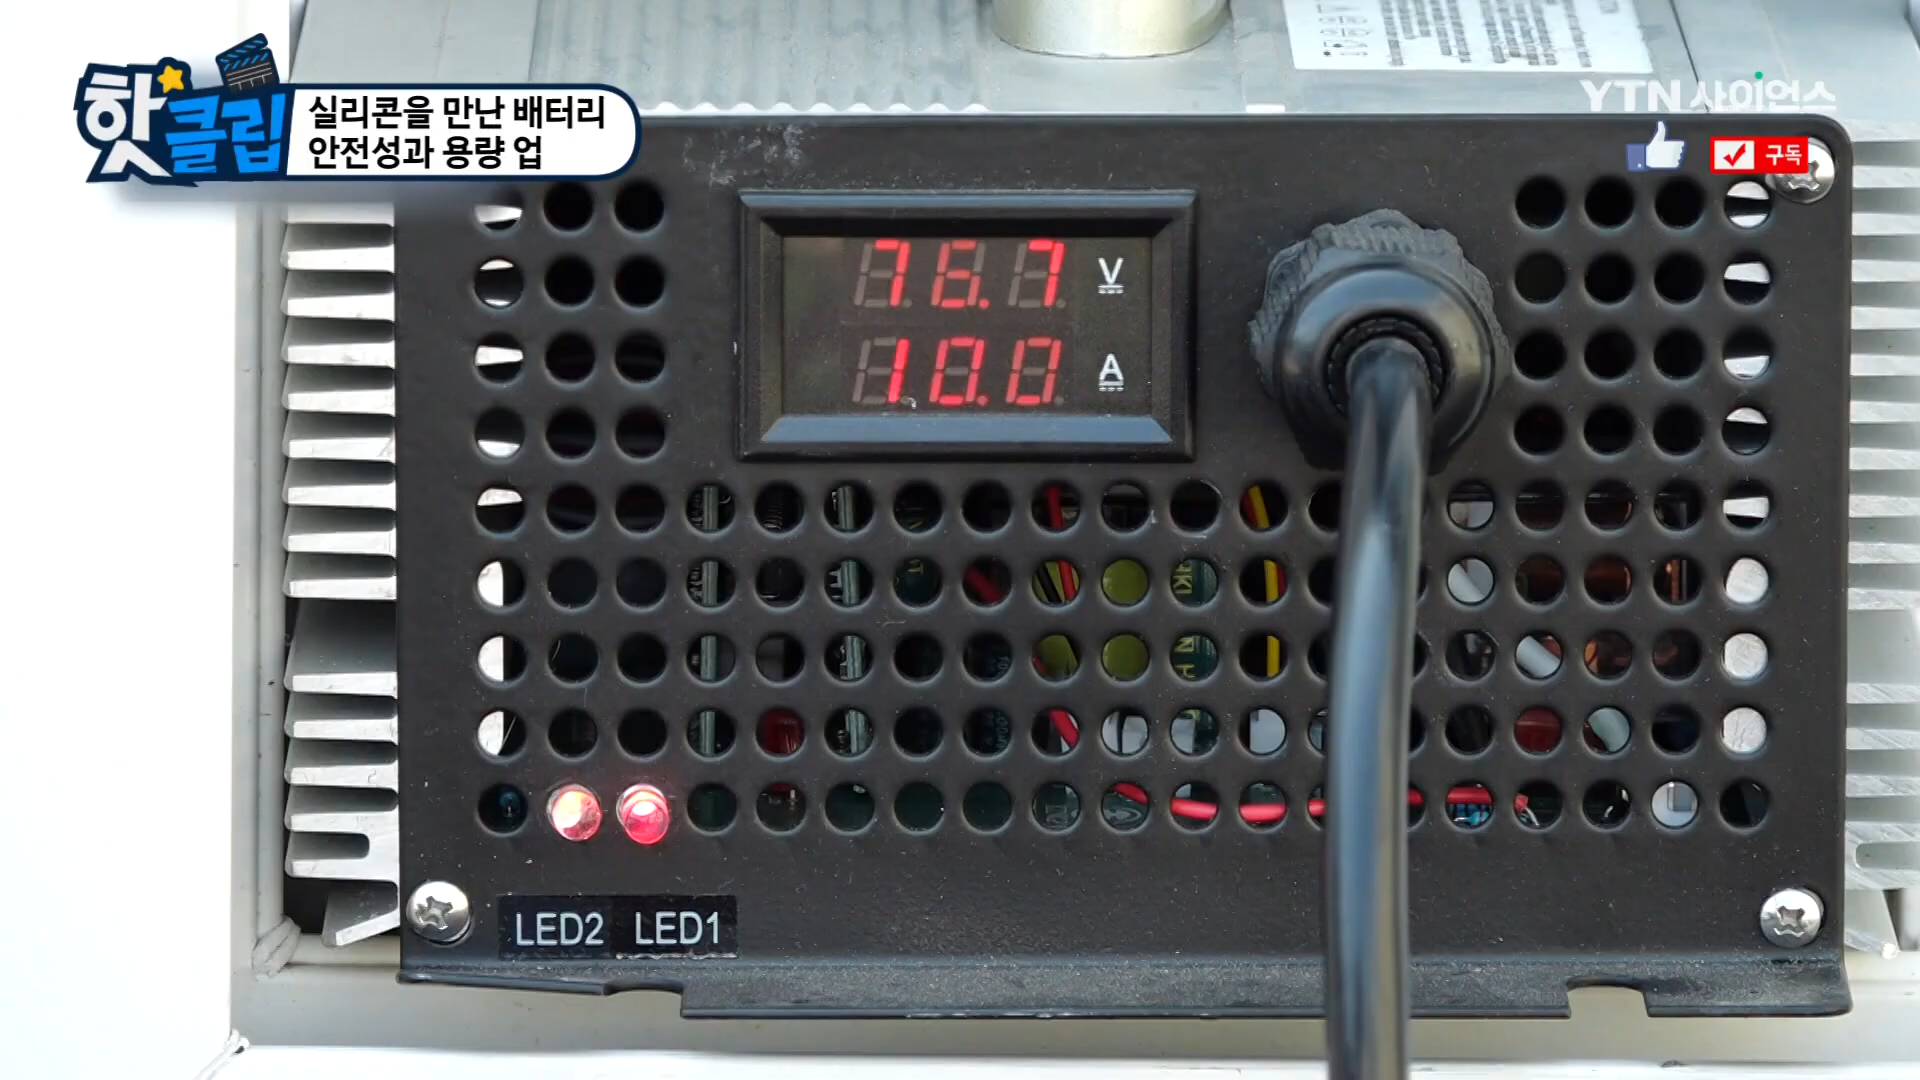 핫클립
실리콘을 만난 배터리
안전성과 용량 업
YTN 사이언스
구독
76.7 V
10.0 A
LED2 LED1